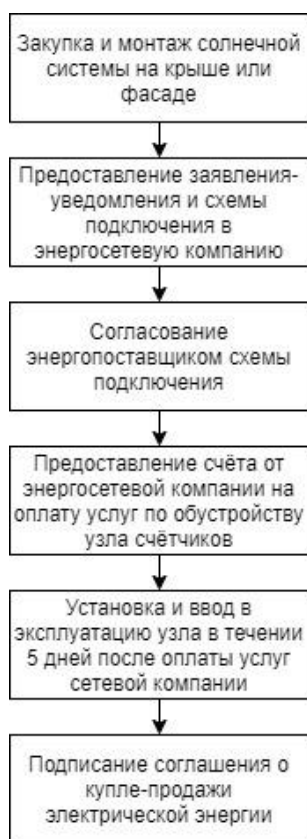 Закупка и монтаж солнечной
системы на крыше или
фасаде
Предоставление заявления-
уведомления и схемы
подключения в
энергосетевую компанию
Согласование
энергопоставщиком схемы
подключения
Предоставление счёта от
энергосетевой компании на
оплату услуг по обустройству
узла счётчиков
Установка и ввод в
эксплуатацию узла в течении
5 дней после оплаты услуг
сетевой компании
Подписание соглашения о
купле-продажи
электрической энергии